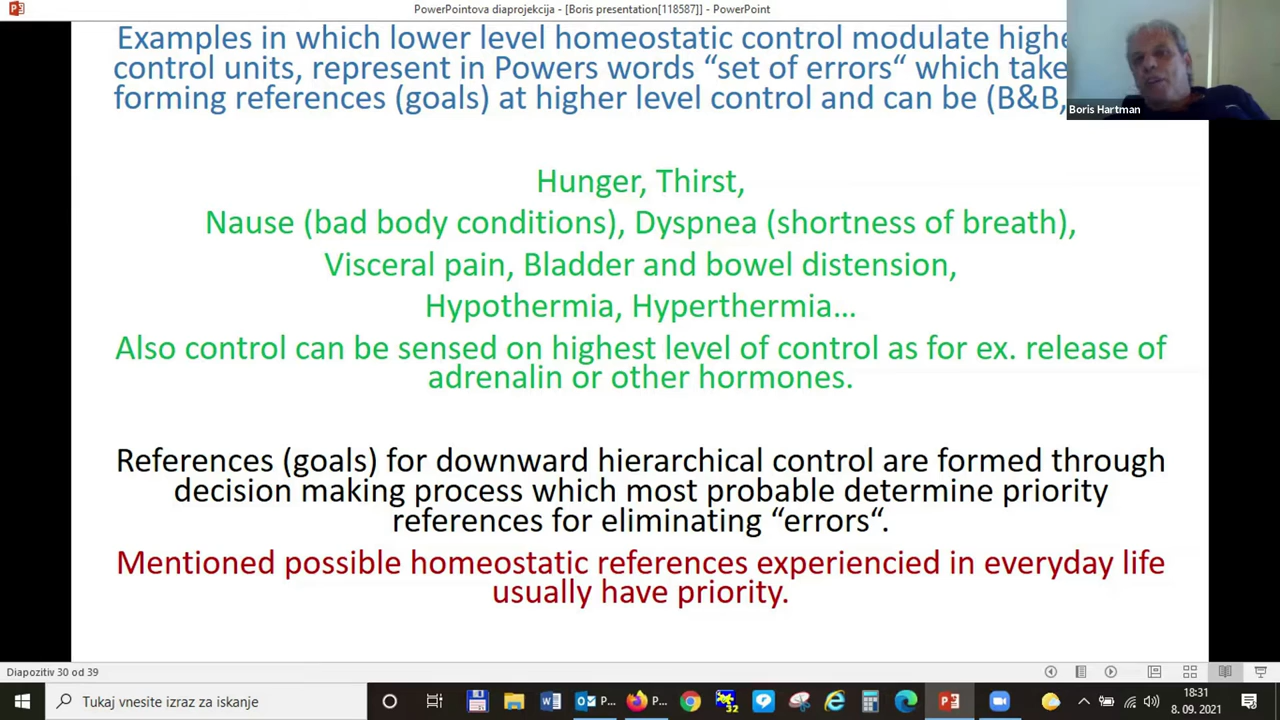 PowerPointova diaprojekcija - [Boris presentation[118587]] - PowerPoint
Examples in which lower level homeostatic control modulate
control units, represent in Powers words “set of errors“ which take
forming references (goals) at higher level control and can be (B&B,
Boris Hartman
Hunger, Thirst,
Nause (bad body conditions), Dyspnea (shortness of breath),
Visceral pain, Bladder and bowel distension,
Hypothermia, Hyperthermia...
Also control can be sensed on highest level of control as for ex. release of
adrenalin or other hormones.
References (goals) for downward hierarchical control are formed through
decision making process which most probable determine priority
references for eliminating “errors“.
Mentioned possible homeostatic references experienced in everyday life
usually have priority.
Diapozitiv 30 od 39
Tukaj vnesite izraz za iskanje
P...
P...
32
18:31
8. 09. 2021